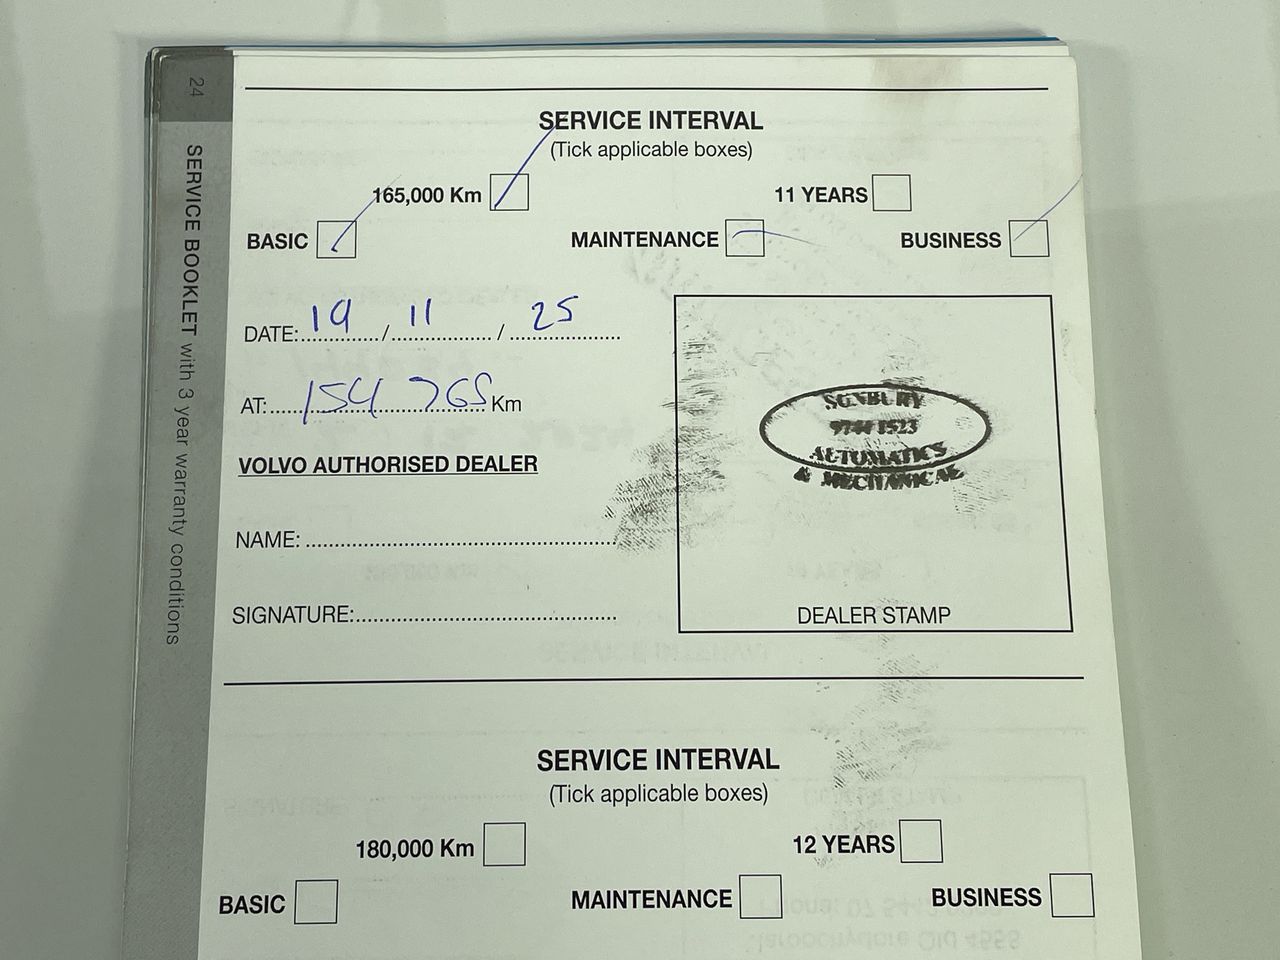 24
SERVICE BOOKLET with 3 year warranty conditions
SERVICE INTERVAL
(Tick applicable boxes)
165,000 Km 11 YEARS
BASIC MAINTENANCE BUSINESS
DATE: 19 / 11 / 25
AT: 154 765 Km
VOLVO AUTHORISED DEALER
NAME:
SIGNATURE:
SUNBURY
9744 1523
AUTOMATICS
& MECHANICAL
DEALER STAMP
SERVICE INTERVAL
(Tick applicable boxes)
180,000 Km 12 YEARS
BASIC MAINTENANCE BUSINESS